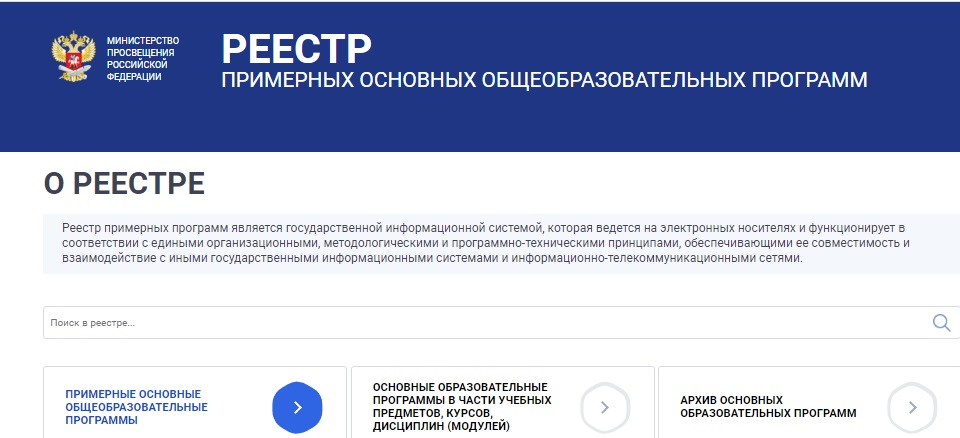 МИНИСТЕРСТВО
ПРОСВЕЩЕНИЯ
РОССИЙСКОЙ
ФЕДЕРАЦИИ
РЕЕСТР
ПРИМЕРНЫХ ОСНОВНЫХ ОБЩЕОБРАЗОВАТЕЛЬНЫХ ПРОГРАММ
О РЕЕСТРЕ
Реестр примерных программ является государственной информационной системой, которая ведется на электронных носителях и функционирует в
соответствии с едиными организационными, методологическими и программно-техническими принципами, обеспечивающими ее совместимость и
взаимодействие с иными государственными информационными системами и информационно-телекоммуникационными сетями.
Поиск в реестре...
ПРИМЕРНЫЕ ОСНОВНЫЕ
ОБЩЕОБРАЗОВАТЕЛЬНЫЕ
ПРОГРАММЫ
ОСНОВНЫЕ ОБРАЗОВАТЕЛЬНЫЕ
ПРОГРАММЫ В ЧАСТИ УЧЕБНЫХ
ПРЕДМЕТОВ, КУРСОВ,
ДИСЦИПЛИН (МОДУЛЕЙ)
АРХИВ ОСНОВНЫХ
ОБРАЗОВАТЕЛЬНЫХ ПРОГРАММ